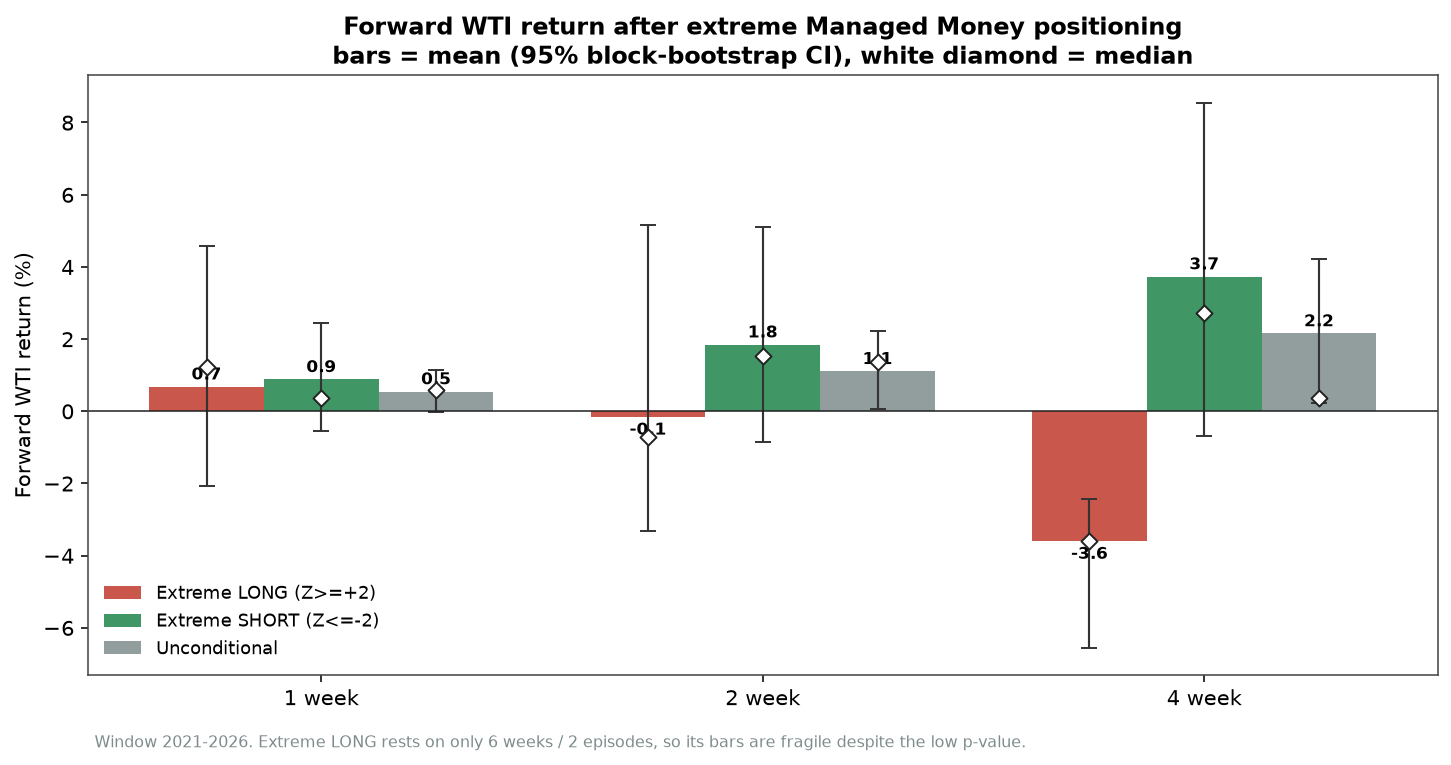 Forward WTI return after extreme Managed Money positioning
bars = mean (95% block-bootstrap CI), white diamond = median
Forward WTI return (%)
8
6
4
2
0
−2
−4
−6
0.7
0.9
0.5
-0.1
1.8
1.1
-3.6
3.7
2.2
Extreme LONG (Z>=+2)
Extreme SHORT (Z<=-2)
Unconditional
1 week
2 week
4 week
Window 2021-2026. Extreme LONG rests on only 6 weeks / 2 episodes, so its bars are fragile despite the low p-value.